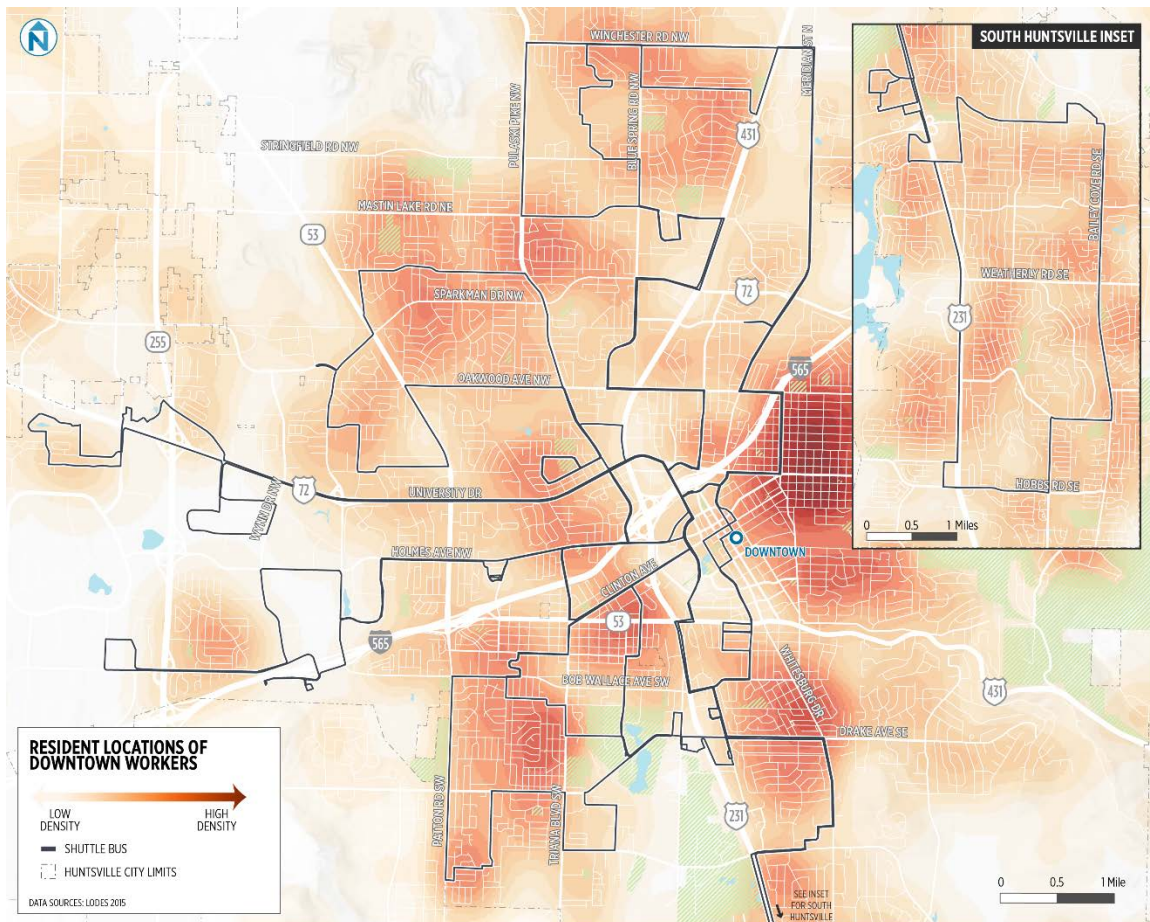 N
WINCHESTER RD NW
MERIDIAN ST N
SOUTH HUNTSVILLE INSET
PULASKI PIKE NW
BLUE SPRING RD NW
431
STRINGFIELD RD NW
MASTIN LAKE RD NE
53
SPARKMAN DR NW
72
255
OAKWOOD AVE NW
565
BAILEY COVE RD SE
WEATHERLY RD SE
231
HOBBS RD SE
0 0.5 1 Miles
72
UNIVERSITY DR
WYNN DR NW
HOLMES AVE NW
DOWNTOWN
CLINTON AVE
53
565
BOB WALLACE AVE SW
WHITESBURG DR
431
DRAKE AVE SE
PATTON RD SW
TRIANA BLVD SW
231
SEE INSET
FOR SOUTH
HUNTSVILLE
0 0.5 1 Mile
RESIDENT LOCATIONS OF
DOWNTOWN WORKERS
LOW
DENSITY
HIGH
DENSITY
SHUTTLE BUS
HUNTSVILLE CITY LIMITS
DATA SOURCES: LODES 2015